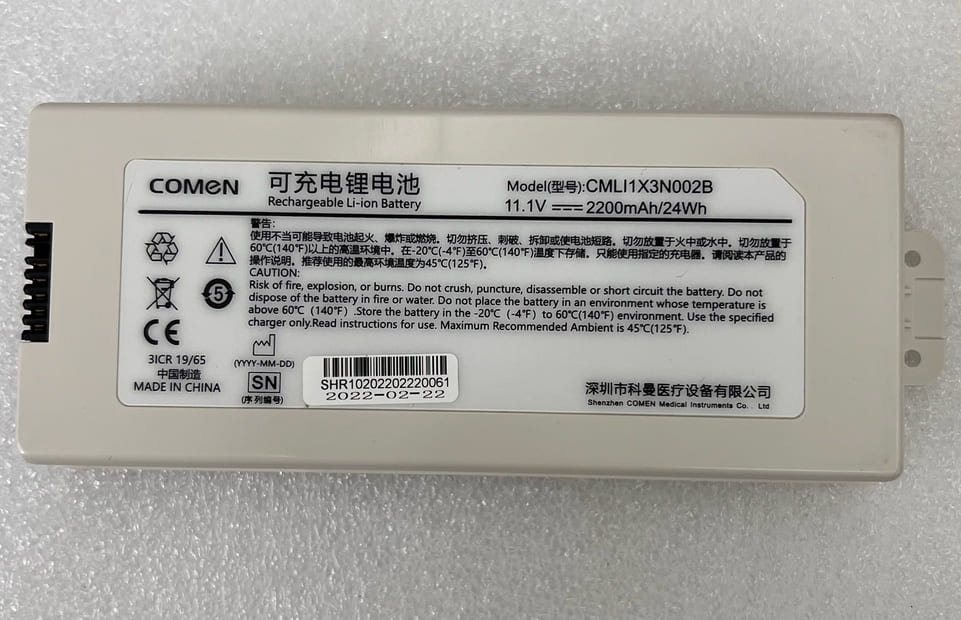 COMEN 可充电锂电池
Rechargeable Li-ion Battery
Model(型号):CMLI1X3N002B
11.1V 2200mAh/24Wh
警告:
使用不当可能导致电池起火、爆炸或燃烧。切勿挤压、刺破、拆卸或使电池短路。切勿放置于火中或水中。切勿放置于
60℃(140℉)以上的高温环境中。在-20℃(-4℉)至60℃(140℉)温度下存储。只能使用指定的充电器。请阅读本产品的
操作说明。推荐使用的最高环境温度为45℃(125℉)。
CAUTION:
Risk of fire, explosion, or burns. Do not crush, puncture, disassemble or short circuit the battery. Do not
dispose of the battery in fire or water. Do not place the battery in an environment whose temperature is
above 60℃ (140℉) .Store the battery in the -20℃ (-4℉) to 60℃(140℉) environment. Use the specified
charger only.Read instructions for use. Maximum Recommended Ambient is 45℃(125℉).
5
CE
3ICR 19/65
中国制造
MADE IN CHINA
(YYYY-MM-DD)
SN
(序列编号)
SHR10202202220061
2022-02-22
深圳市科曼医疗设备有限公司
Shenzhen COMEN Medical Instruments Co., Ltd